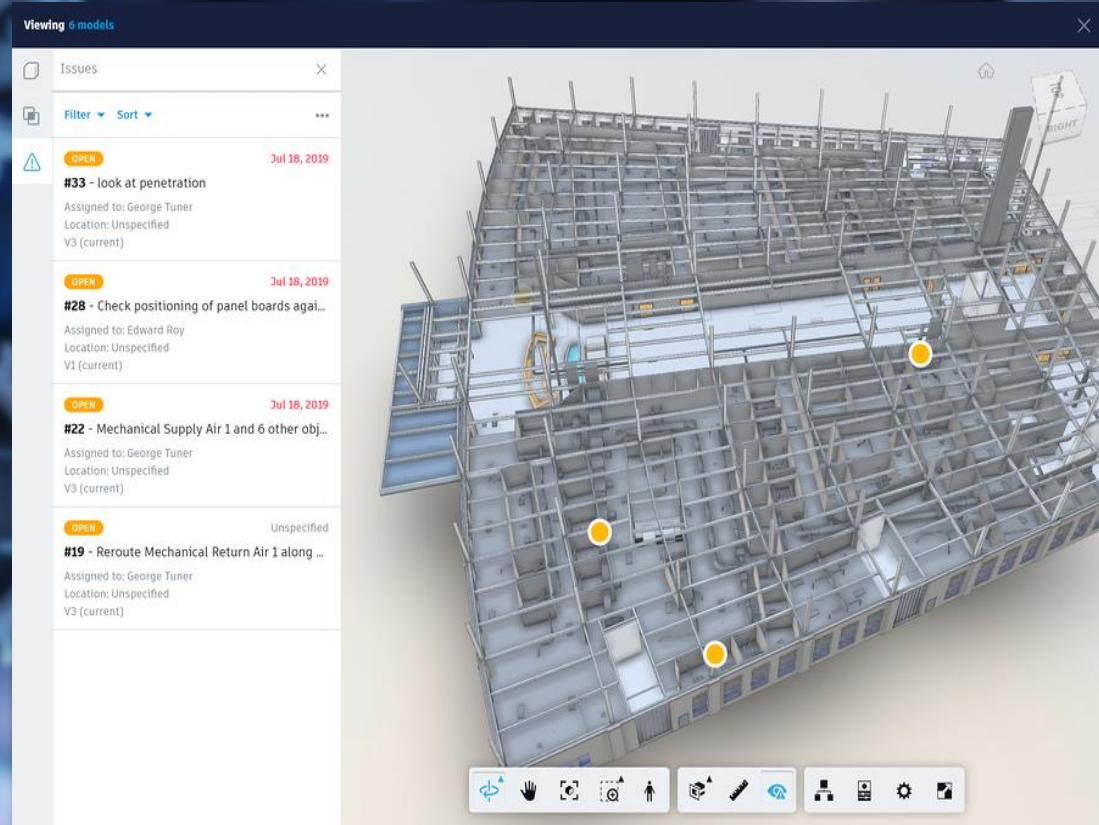 Viewing 6 models
Issues
Filter Sort
OPEN Jul 18, 2019
#33 - look at penetration
Assigned to: George Tuner
Location: Unspecified
V3 (current)
OPEN Jul 18, 2019
#28 - Check positioning of panel boards agai...
Assigned to: Edward Roy
Location: Unspecified
V1 (current)
OPEN Jul 18, 2019
#22 - Mechanical Supply Air 1 and 6 other obj...
Assigned to: George Tuner
Location: Unspecified
V3 (current)
OPEN Unspecified
#19 - Reroute Mechanical Return Air 1 along ...
Assigned to: George Tuner
Location: Unspecified
V3 (current)
RIGHT